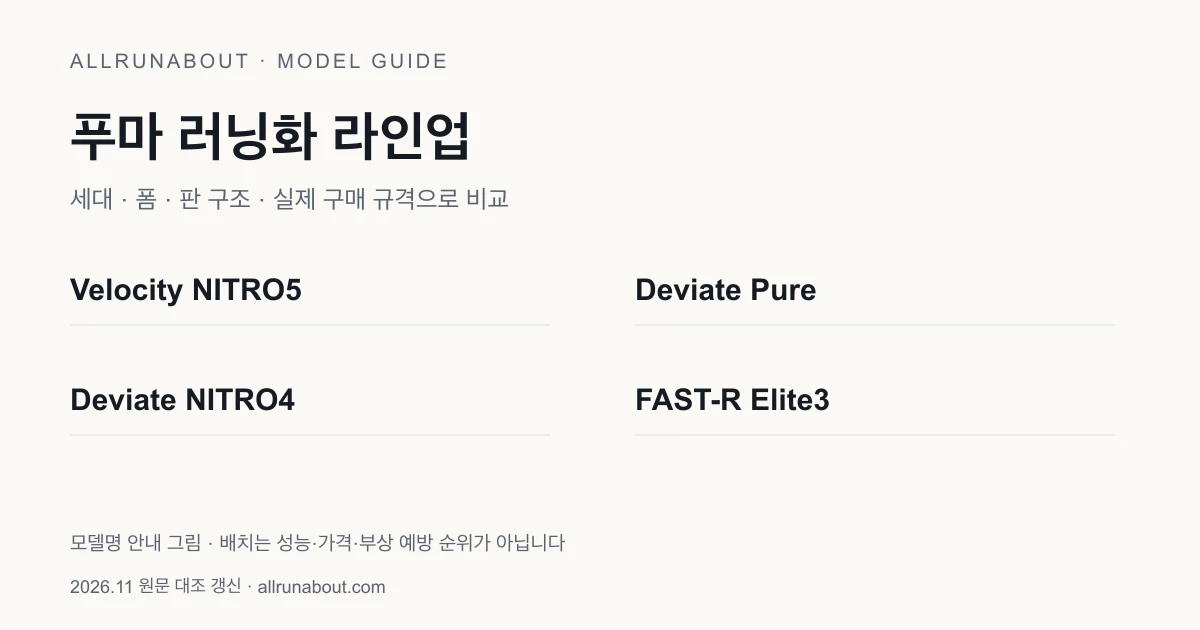 ALLRUNABOUT · MODEL GUIDE
푸마 러닝화 라인업
세대 · 폼 · 판 구조 · 실제 구매 규격으로 비교
Velocity NITRO5
Deviate Pure
Deviate NITRO4
FAST-R Elite3
모델명 안내 그림 · 배치는 성능·가격·부상 예방 순위가 아닙니다
2026.11 원문 대조 갱신 · allrunabout.com